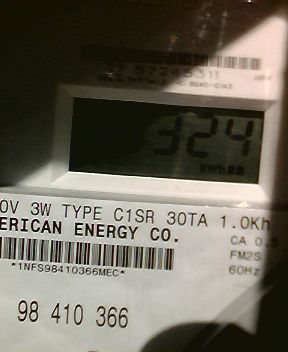 324
kWh
0V 3W TYPE C1SR 30TA 1.0Kh
ERICAN ENERGY CO.
CA 0.5
*1NFS98410366MEC*
FM2S
60Hz
98 410 366